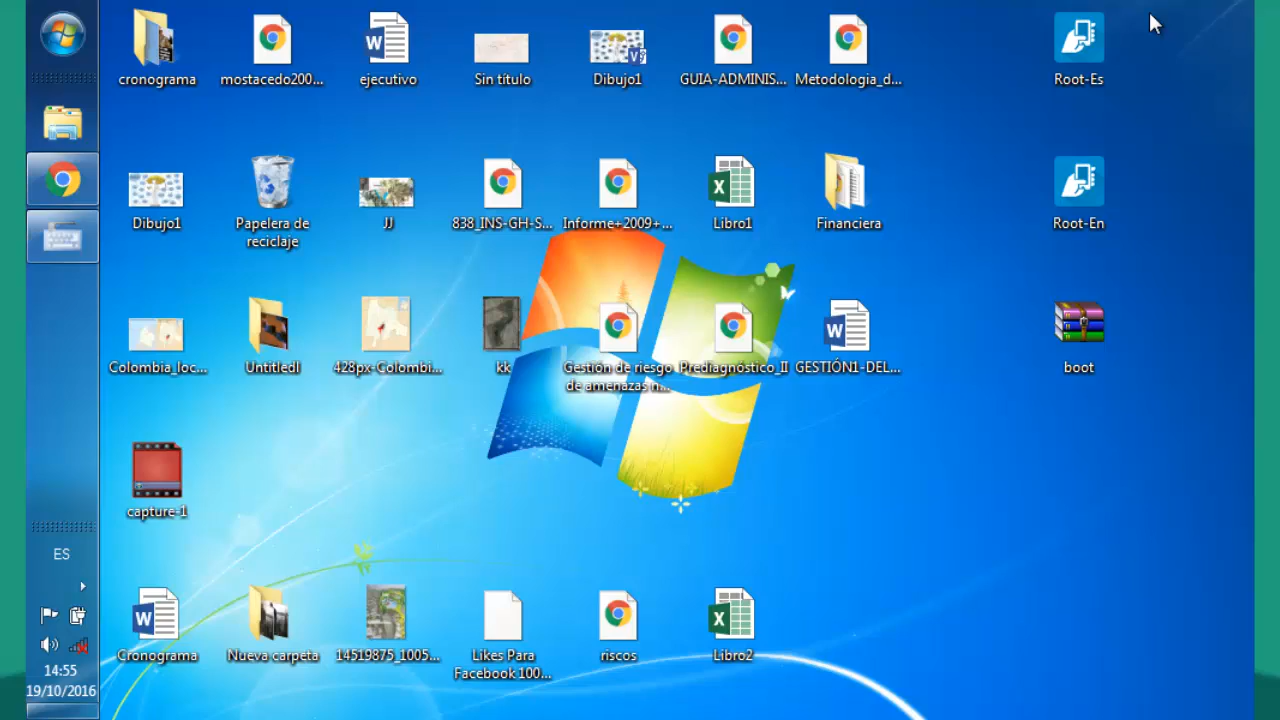 cronograma
mostacedo200...
ejecutivo
Sin título
Dibujo1
GUIA-ADMINIS...
Metodologia_d...
Root-Es
Dibujo1
Papelera de
reciclaje
JJ
838_INS-GH-S...
Informe+2009+...
Libro1
Financiera
Root-En
Colombia_loc...
Untitledl
428px-Colombi...
kk
Gestión de riesgo
de amenazas n...
Prediagnóstico_II
GESTIÓN1-DEL...
boot
capture-1
Cronograma
Nueva carpeta
14519875_1005...
Likes Para
Facebook 100...
riscos
Libro2
ES
14:55
19/10/2016